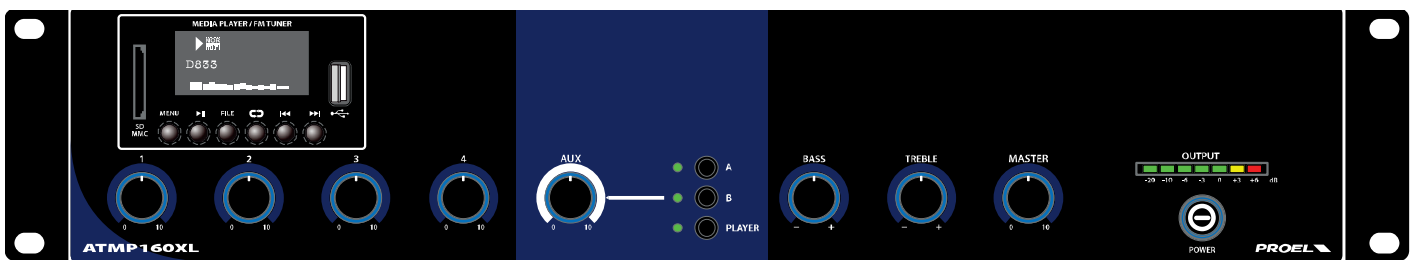 MEDIA PLAYER / FM TUNER
D833
MENU
FILE
SD
MMC
1
2
3
4
AUX
A
B
PLAYER
BASS
TREBLE
MASTER
OUTPUT
-20 -10 -6 -3 0 +3 +6 dB
0 10
0 10
0 10
0 10
0 10
- +
- +
0 10
POWER
ATMP160XL
PROEL